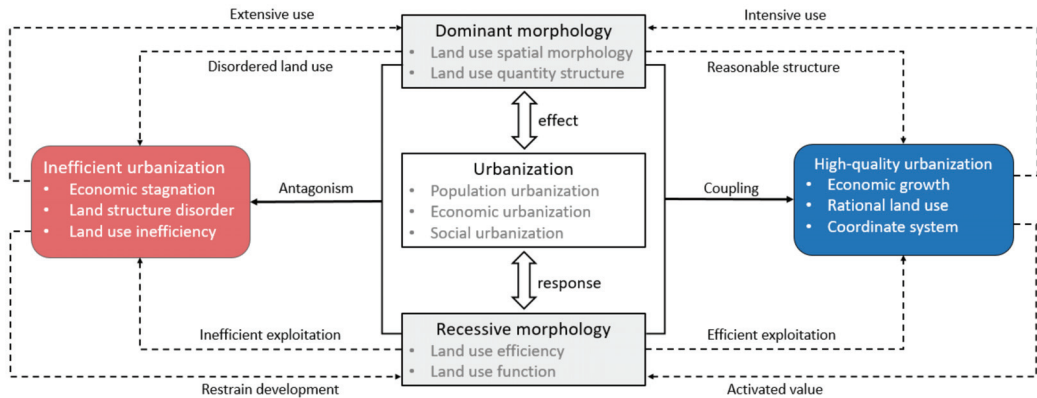 Extensive use
Dominant morphology
• Land use spatial morphology
• Land use quantity structure
Intensive use
Disordered land use
Reasonable structure
effect
Inefficient urbanization
• Economic stagnation
• Land structure disorder
• Land use inefficiency
Antagonism
Urbanization
• Population urbanization
• Economic urbanization
• Social urbanization
Coupling
High-quality urbanization
• Economic growth
• Rational land use
• Coordinate system
response
Inefficient exploitation
Recessive morphology
• Land use efficiency
• Land use function
Efficient exploitation
Restrain development
Activated value